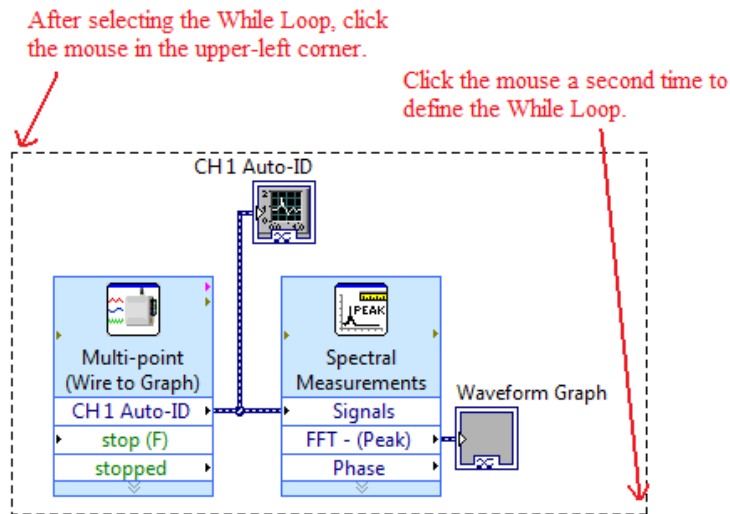 After selecting the While Loop, click
the mouse in the upper-left corner.
Click the mouse a second time to
define the While Loop.
CH 1 Auto-ID
Multi-point
(Wire to Graph)
CH 1 Auto-ID
stop (F)
stopped
PEAK
Spectral
Measurements
Signals
FFT - (Peak)
Phase
Waveform Graph